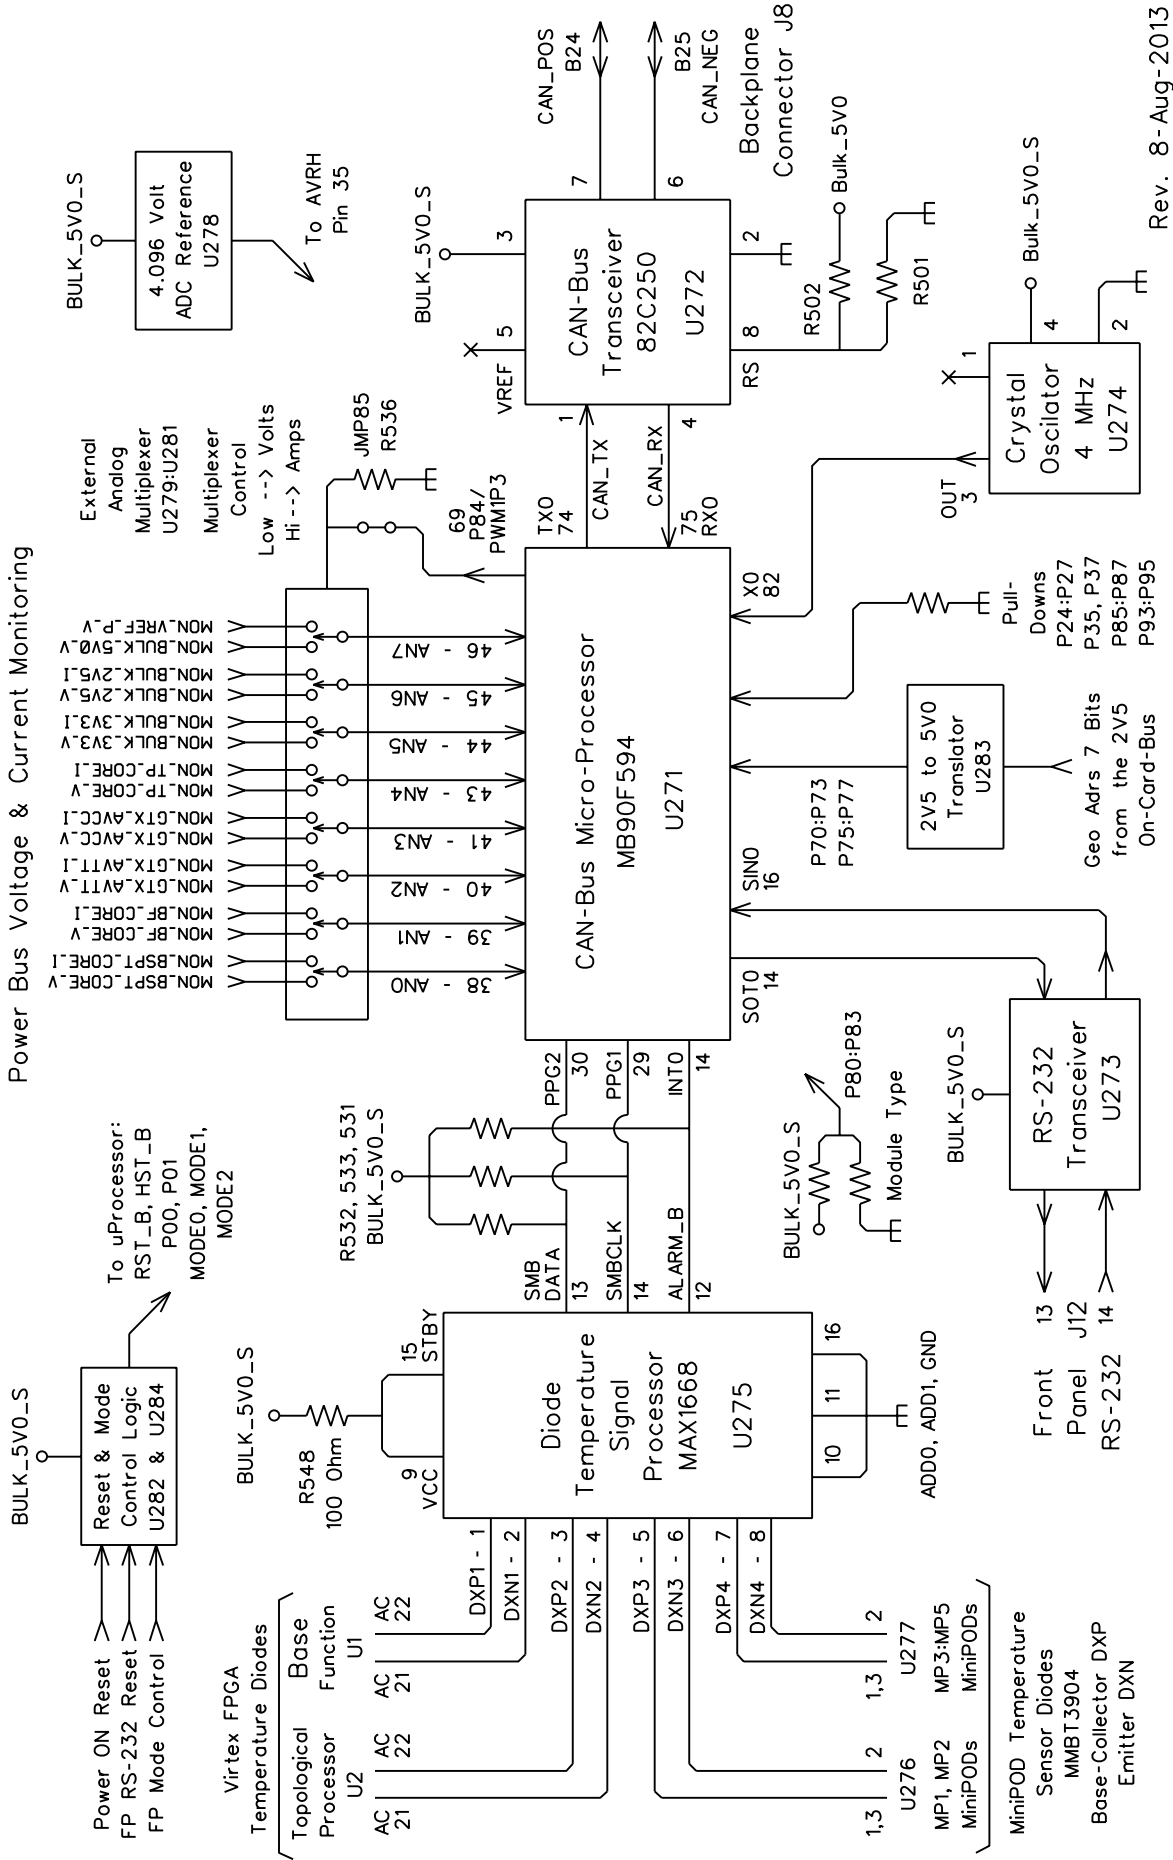 Power Bus Voltage & Current Monitoring
External
Analog
Multiplexer
U279:U281
Multiplexer
Control
Low --> Volts
Hi --> Amps
JMP85
R536
MON_BSPT_CORE_V
MON_BSPT_CORE_I
MON_BF_CORE_V
MON_BF_CORE_I
MON_GTX_AVTT_V
MON_GTX_AVTT_I
MON_GTX_AVCC_V
MON_GTX_AVCC_I
MON_TP_CORE_V
MON_TP_CORE_I
MON_BULK_3V3_V
MON_BULK_3V3_I
MON_BULK_2V5_V
MON_BULK_2V5_I
MON_BULK_5V0_V
MON_VREF_P_V
38 - AN0
39 - AN1
40 - AN2
41 - AN3
43 - AN4
44 - AN5
45 - AN6
46 - AN7
69
P84/
PWM1P3
BULK_5V0_S
4.096 Volt
ADC Reference
U278
To AVRH
Pin 35
BULK_5V0_S
Reset & Mode
Control Logic
U282 & U284
Power ON Reset
FP RS-232 Reset
FP Mode Control
To uProcessor:
RST_B, HST_B
P00, P01
MODE0, MODE1,
MODE2
Virtex FPGA
Temperature Diodes
Topological
Processor
U2
Base
Function
U1
AC
21
AC
22
AC
21
AC
22
BULK_5V0_S
R548
100 Ohm
9
VCC
15
STBY
DXP1 - 1
DXN1 - 2
DXP2 - 3
DXN2 - 4
DXP3 - 5
DXN3 - 6
DXP4 - 7
DXN4 - 8
Diode
Temperature
Signal
Processor
MAX1668
U275
10
11
16
ADD0, ADD1, GND
SMB
DATA
13
SMBCLK
14
ALARM_B
12
R532, 533, 531
BULK_5V0_S
PPG2
30
PPG1
29
INT0
14
CAN-Bus Micro-Processor
MB90F594
U271
TX0
74
CAN_TX
1
75
RX0
CAN_RX
4
BULK_5V0_S
VREF
5
3
CAN-Bus
Transceiver
82C250
U272
RS
8
2
7
6
CAN_POS
B24
B25
CAN_NEG
Backplane
Connector J8
R502
Bulk_5V0
R501
1,3
2
U276
MP1, MP2
MiniPODs
1,3
2
U277
MP3:MP5
MiniPODs
MiniPOD Temperature
Sensor Diodes
MMBT3904
Base-Collector DXP
Emitter DXN
BULK_5V0_S
P80:P83
Module Type
SOT0
14
SIN0
16
BULK_5V0_S
RS-232
Transceiver
U273
Front
Panel
RS-232
13
J12
14
P70:P73
P75:P77
2V5 to 5V0
Translator
U283
Geo Adrs 7 Bits
from the 2V5
On-Card-Bus
X0
82
Pull-
Downs
P24:P27
P35, P37
P85:P87
P93:P95
OUT
3
1
Crystal
Oscilator
4 MHz
U274
4
2
Bulk_5V0_S
Rev. 8-Aug-2013